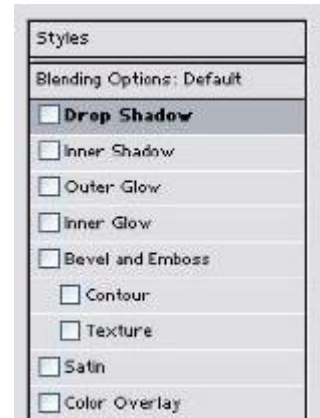 Styles
Blending Options: Default
Drop Shadow
Inner Shadow
Outer Glow
Inner Glow
Bevel and Emboss
Contour
Texture
Satin
Color Overlay